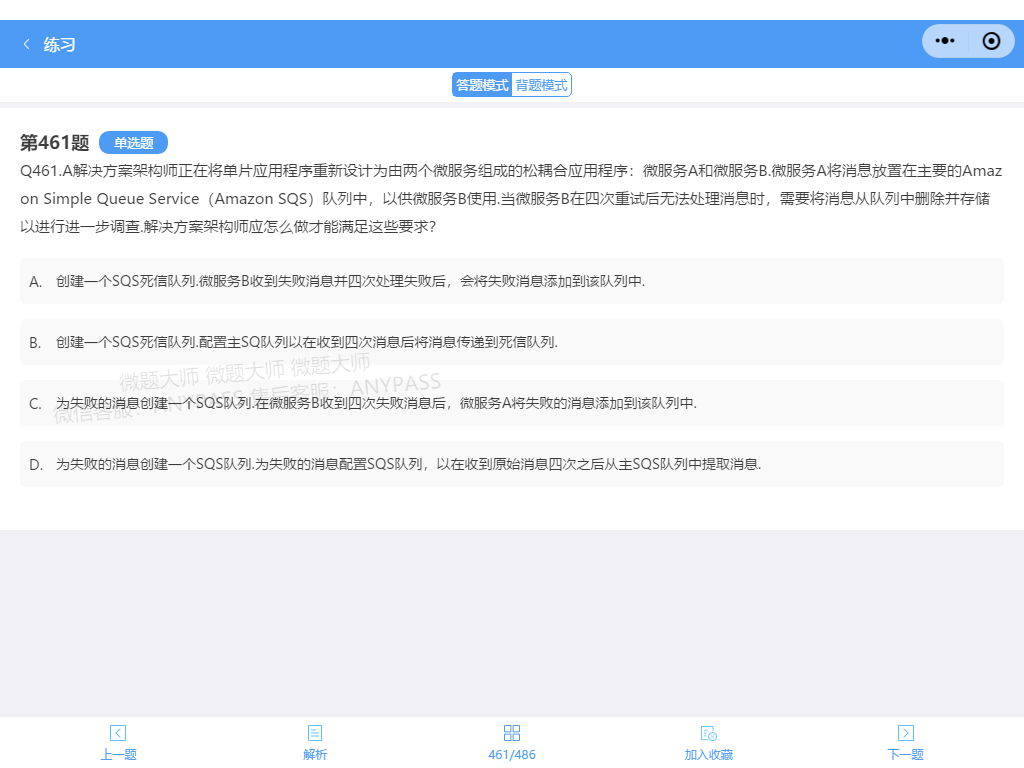 练习
答题模式 背题模式
第461题 单选题
Q461.A解决方案架构师正在将单片应用程序重新设计为由两个微服务组成的松耦合应用程序：微服务A和微服务B.微服务A将消息放置在主要的Amaz
on Simple Queue Service（Amazon SQS）队列中，以供微服务B使用.当微服务B在四次重试后无法处理消息时，需要将消息从队列中删除并存储
以进行进一步调查.解决方案架构师应怎么做才能满足这些要求？
A. 创建一个SQS死信队列.微服务B收到失败消息并四次处理失败后，会将失败消息添加到该队列中.
B. 创建一个SQS死信队列.配置主SQ队列以在收到四次消息后将消息传递到死信队列.
微题大师 微题大师 微题大师
微信客服：ANYPASS 售后客服：ANYPASS
C. 为失败的消息创建一个SQS队列.在微服务B收到四次失败消息后，微服务A将失败的消息添加到该队列中.
D. 为失败的消息创建一个SQS队列.为失败的消息配置SQS队列，以在收到原始消息四次之后从主SQS队列中提取消息.
上一题 解析 461/486 加入收藏 下一题